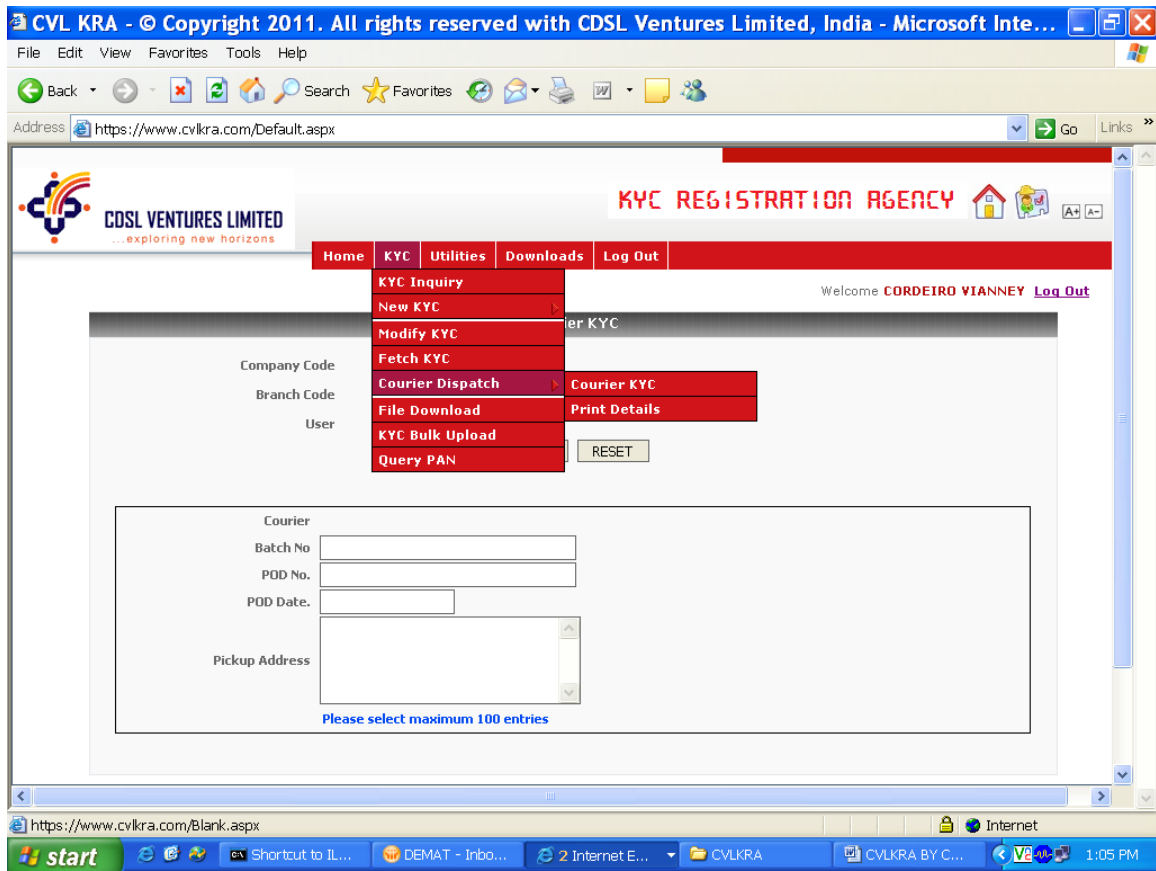 CVL KRA - © Copyright 2011. All rights reserved with CDSL Ventures Limited, India - Microsoft Inte...
File Edit View Favorites Tools Help
Back Search Favorites
Address https://www.cvlkra.com/Default.aspx Go Links »
KYC REGISTRATION AGENCY A+ A-
CDSL VENTURES LIMITED
...exploring new horizons
Home KYC Utilities Downloads Log Out
KYC Inquiry
Welcome CORDEIRO VIANNEY Log Out
New KYC
ier KYC
Modify KYC
Fetch KYC
Company Code
Courier Dispatch Courier KYC
Branch Code
File Download Print Details
User
KYC Bulk Upload
RESET
Query PAN
Courier
Batch No
POD No.
POD Date.
Pickup Address
Please select maximum 100 entries
https://www.cvlkra.com/Blank.aspx Internet
start Shortcut to IL... DEMAT - Inbo... 2 Internet E... CVLKRA CVLKRA BY C... 1:05 PM